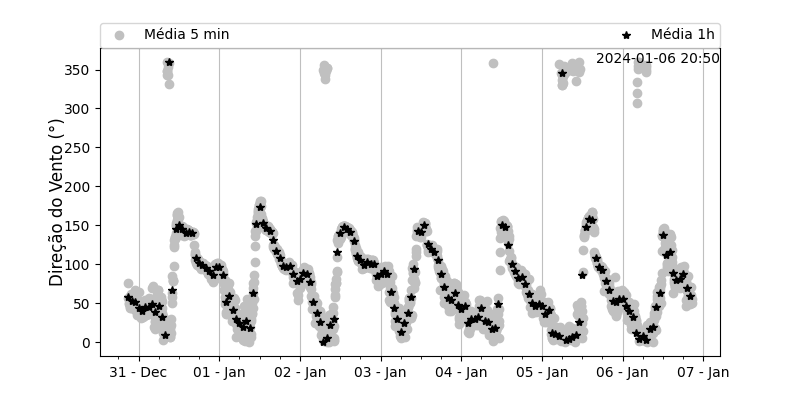 Média 5 min
Média 1h
2024-01-06 20:50
Direção do Vento (°)
350
300
250
200
150
100
50
0
31 - Dec
01 - Jan
02 - Jan
03 - Jan
04 - Jan
05 - Jan
06 - Jan
07 - Jan